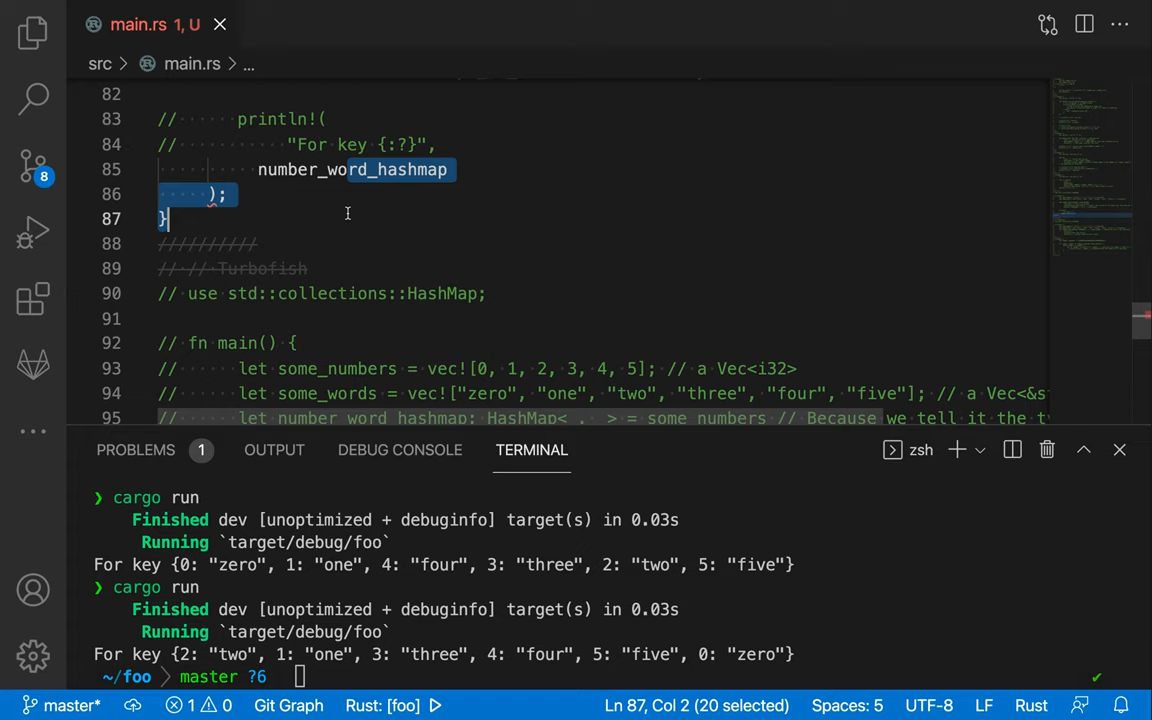 main.rs 1, U
src > main.rs > ...
82
83 //      println!(
84 //           "For key {:?}",
85           number_word_hashmap
86      );
87 }
88 //////////
89 // // Turbofish
90 // use std::collections::HashMap;
91
92 // fn main() {
93 //      let some_numbers = vec![0, 1, 2, 3, 4, 5]; // a Vec<i32>
94 //      let some_words = vec!["zero", "one", "two", "three", "four", "five"]; // a Vec<&s
95 //      let number_word_hashmap: HashMap<_, _> = some_numbers // Because we tell it the t
8
PROBLEMS 1 OUTPUT DEBUG CONSOLE TERMINAL zsh
❯ cargo run
Finished dev [unoptimized + debuginfo] target(s) in 0.03s
Running `target/debug/foo`
For key {0: "zero", 1: "one", 4: "four", 3: "three", 2: "two", 5: "five"}
❯ cargo run
Finished dev [unoptimized + debuginfo] target(s) in 0.03s
Running `target/debug/foo`
For key {2: "two", 1: "one", 3: "three", 4: "four", 5: "five", 0: "zero"}
~/foo master ?6
master* 1 0 Git Graph Rust: [foo] Ln 87, Col 2 (20 selected) Spaces: 5 UTF-8 LF Rust